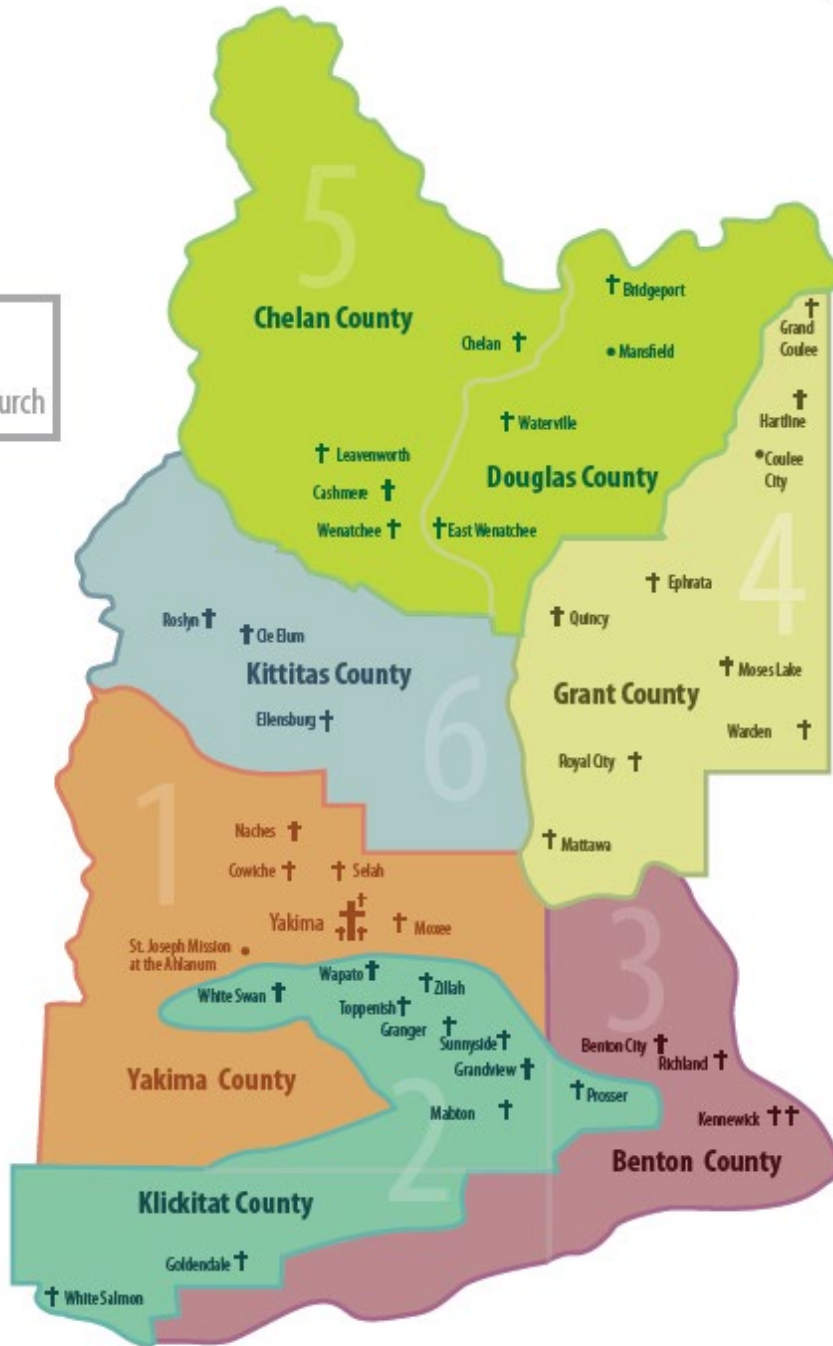 5
Chelan County
Bridgeport
Grand
Coulee
Chelan
Mansfield
urch
Hartline
Waterville
Leavenworth
Coulee
City
Cashmere
Douglas County
Wenatchee
East Wenatchee
4
Ephrata
Roslyn
Cle Elum
Quincy
Kittitas County
Moses Lake
Grant County
Ellensburg
6
Warden
Royal City
1
Naches
Mattawa
Cowiche
Selah
Yakima
Moxee
St. Joseph Mission
at the Ahlanum
3
Wapato
White Swan
Zillah
Toppenish
Granger
Sunnyside
Benton City
Richland
Grandview
Yakima County
Prosser
Mabton
Kennewick
2
Benton County
Klickitat County
Goldendale
White Salmon